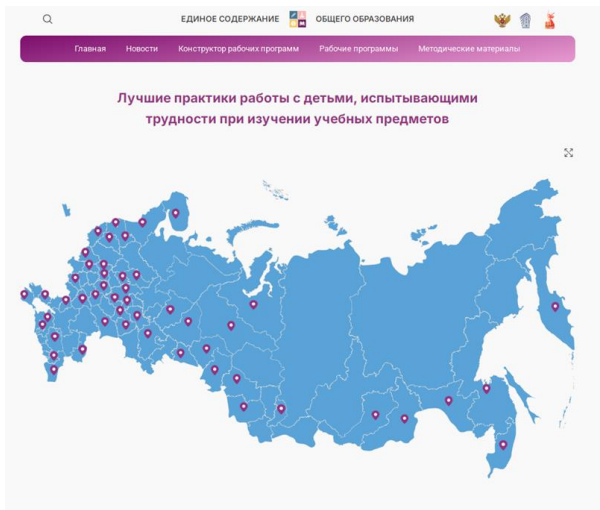 ЕДИНОЕ СОДЕРЖАНИЕ ОБЩЕГО ОБРАЗОВАНИЯ
Главная Новости Конструктор рабочих программ Рабочие программы Методические материалы
Лучшие практики работы с детьми, испытывающими
трудности при изучении учебных предметов